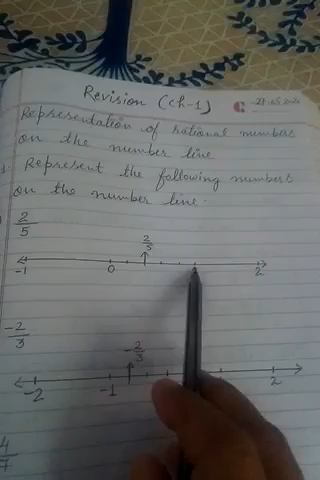 Revision (Ch-1)
Representation of rational numbers
on the number line
Represent the following numbers
on the number line.
2/5
2/5
-1 0 2
-2/3
-2/3
-2 -1 2
4/7